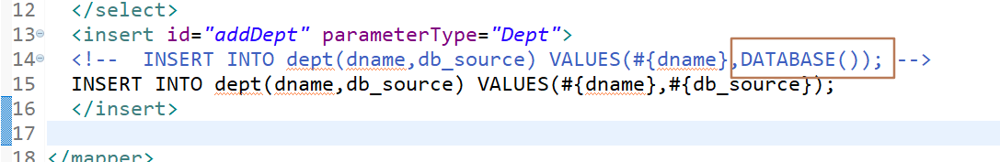 12 </select>
13 <insert id="addDept" parameterType="Dept">
14 <!-- INSERT INTO dept(dname,db_source) VALUES(#{dname},DATABASE()); -->
15 INSERT INTO dept(dname,db_source) VALUES(#{dname},#{db_source});
16 </insert>
17
18 </mapper>